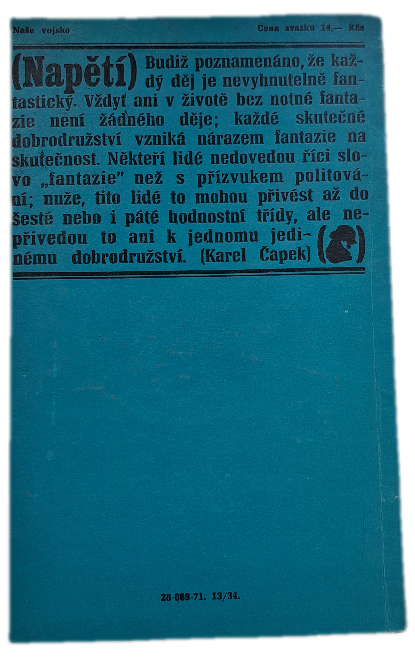 Naše vojsko Cena svazku 14,— Kčs
(Napětí) Budiž poznamenáno, že kaž-
dý děj je nevyhnutelně fan-
tastický. Vždyť ani v životě bez notné fanta-
zie není žádného děje; každé skutečné
dobrodružství vzniká nárazem fantazie na
skutečnost. Někteří lidé nedovedou říci slo-
vo „fantazie” než s přízvukem politová-
ní; nuže, tito lidé to mohou přivést až do
šesté nebo i páté hodnostní třídy, ale ne-
přivedou to ani k jednomu jedi-
nému dobrodružství. (Karel Čapek)
28-069-71. 13/34.